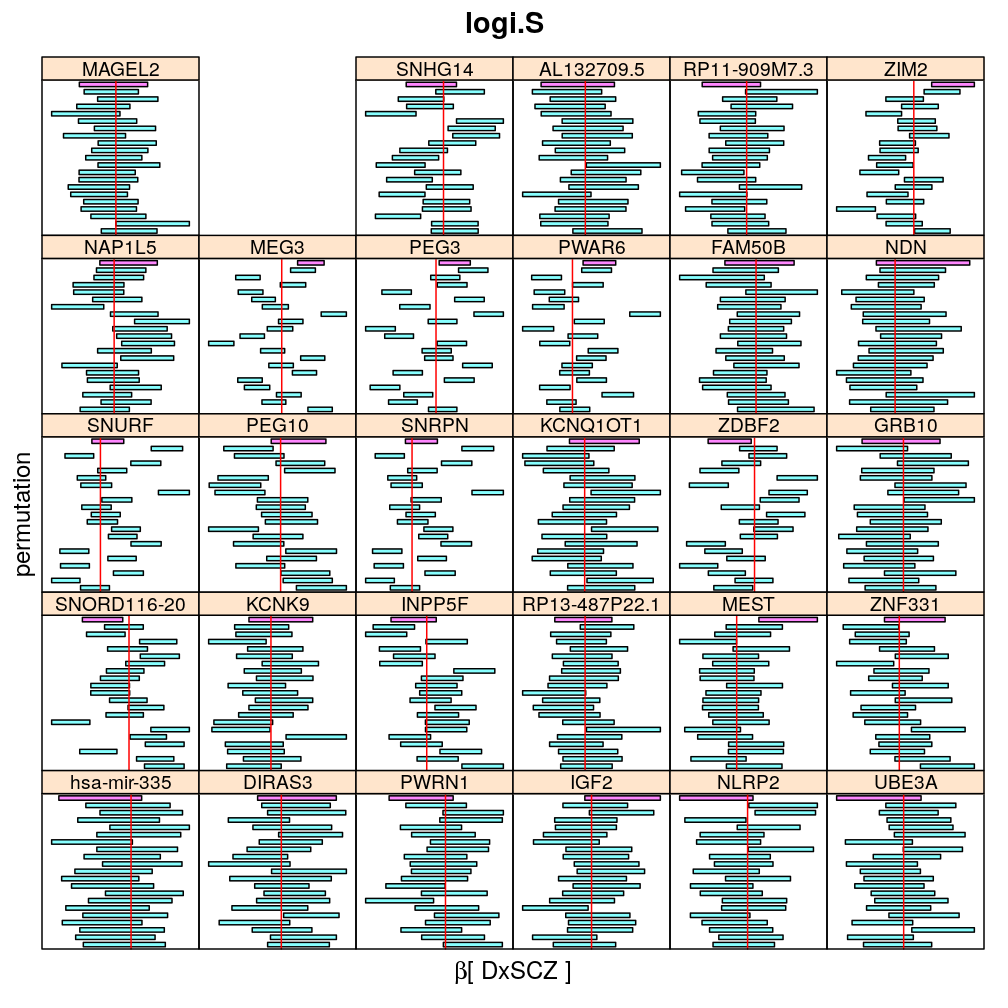 logi.S
MAGEL2
SNHG14
AL132709.5
RP11-909M7.3
ZIM2
NAP1L5
MEG3
PEG3
PWAR6
FAM50B
NDN
SNURF
PEG10
SNRPN
KCNQ1OT1
ZDBF2
GRB10
SNORD116-20
KCNK9
INPP5F
RP13-487P22.1
MEST
ZNF331
hsa-mir-335
DIRAS3
PWRN1
IGF2
NLRP2
UBE3A
permutation
β[ DxSCZ ]